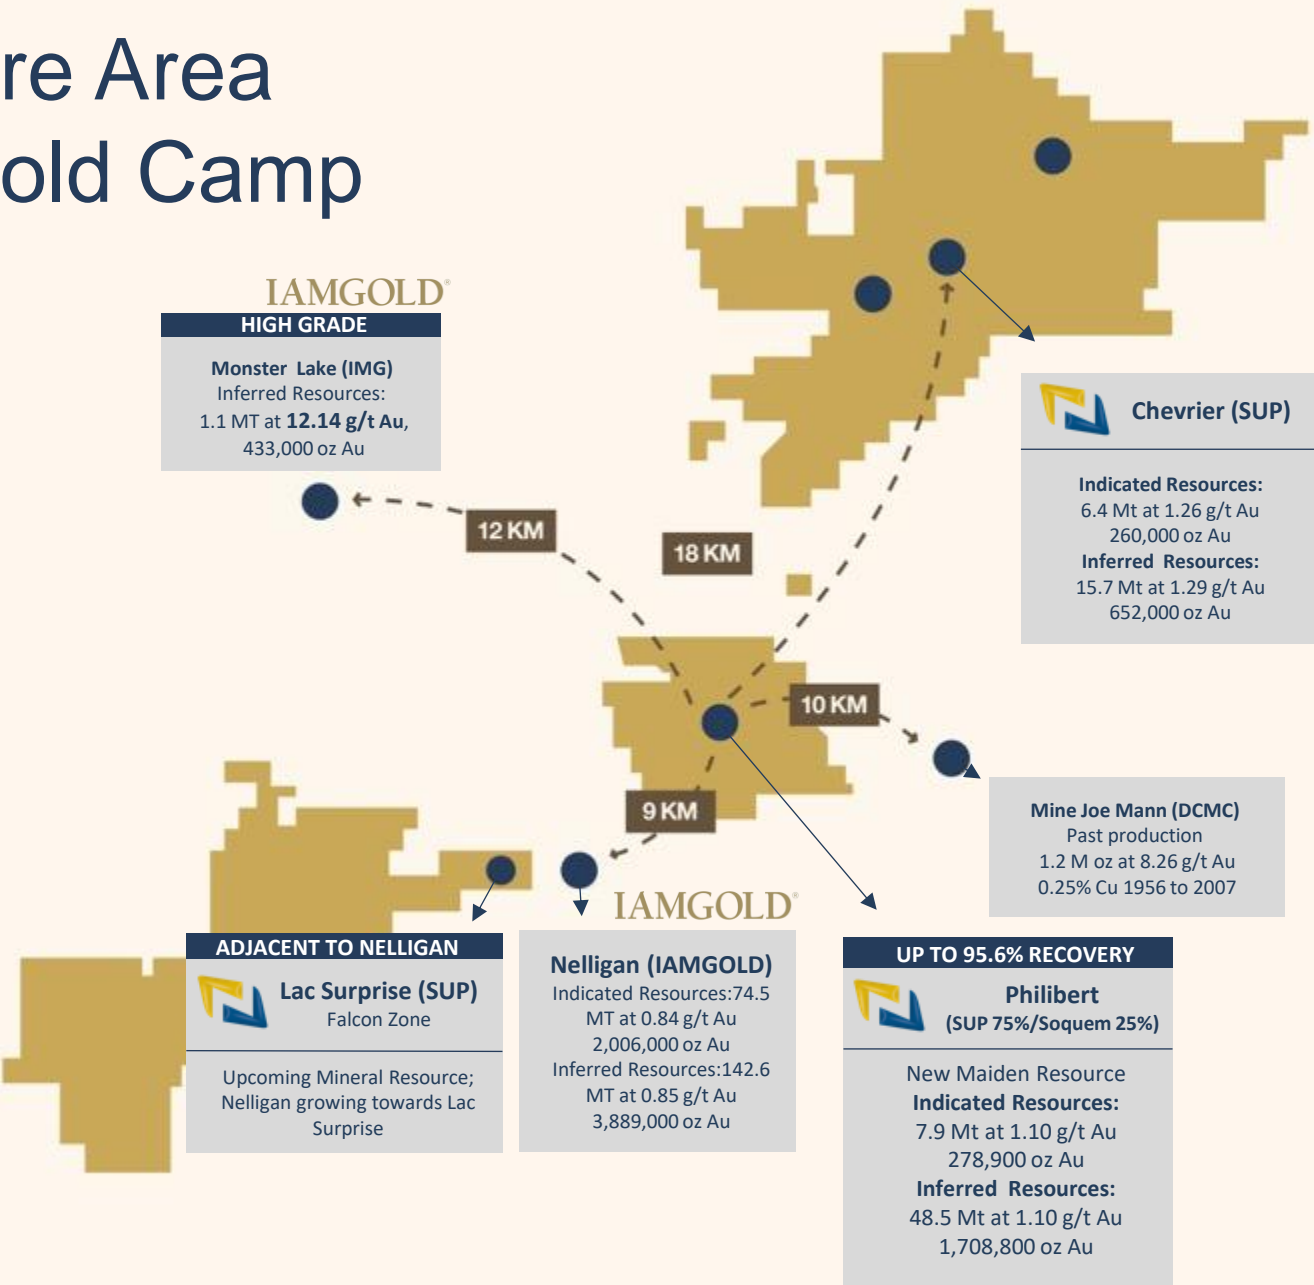 re Area
old Camp
IAMGOLD®
HIGH GRADE
Monster Lake (IMG)
Inferred Resources:
1.1 MT at 12.14 g/t Au,
433,000 oz Au
12 KM
18 KM
Chevrier (SUP)
Indicated Resources:
6.4 Mt at 1.26 g/t Au
260,000 oz Au
Inferred Resources:
15.7 Mt at 1.29 g/t Au
652,000 oz Au
10 KM
9 KM
Mine Joe Mann (DCMC)
Past production
1.2 M oz at 8.26 g/t Au
0.25% Cu 1956 to 2007
ADJACENT TO NELLIGAN
Lac Surprise (SUP)
Falcon Zone
Upcoming Mineral Resource;
Nelligan growing towards Lac
Surprise
IAMGOLD®
Nelligan (IAMGOLD)
Indicated Resources:74.5
MT at 0.84 g/t Au
2,006,000 oz Au
Inferred Resources:142.6
MT at 0.85 g/t Au
3,889,000 oz Au
UP TO 95.6% RECOVERY
Philibert
(SUP 75%/Soquem 25%)
New Maiden Resource
Indicated Resources:
7.9 Mt at 1.10 g/t Au
278,900 oz Au
Inferred Resources:
48.5 Mt at 1.10 g/t Au
1,708,800 oz Au